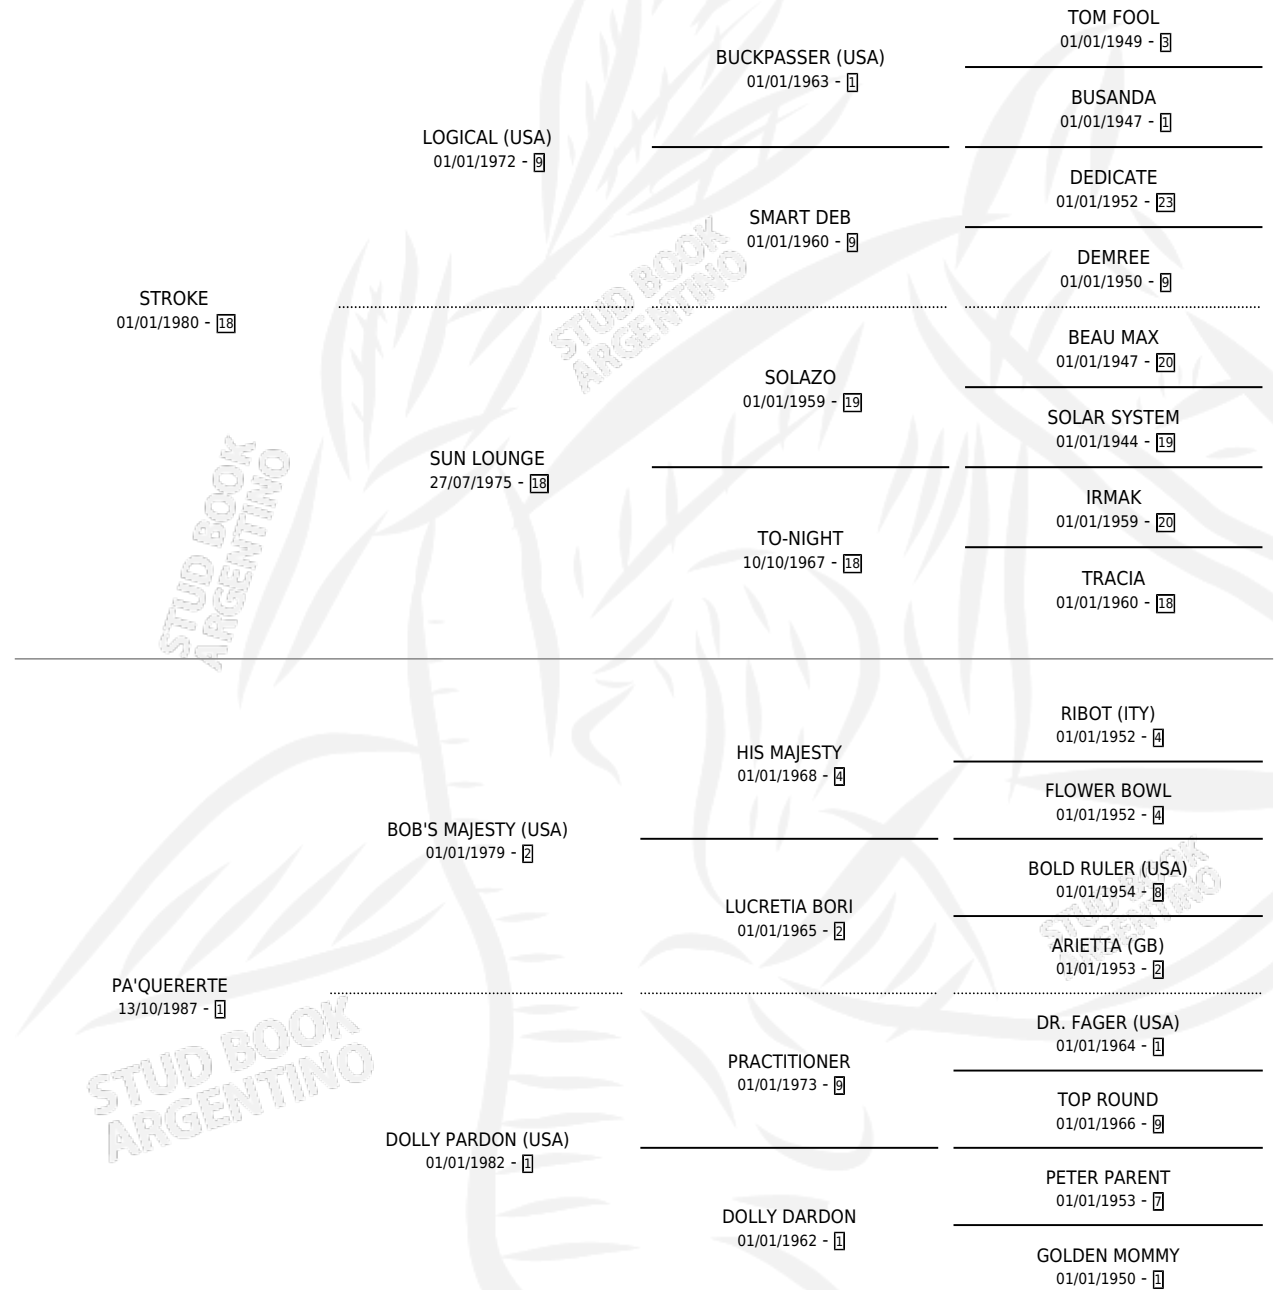 TOM FOOL
01/01/1949 - 3
BUCKPASSER (USA)
01/01/1963 - 1
BUSANDA
01/01/1947 - 1
LOGICAL (USA)
01/01/1972 - 9
DEDICATE
01/01/1952 - 23
SMART DEB
01/01/1960 - 9
DEMREE
01/01/1950 - 9
STROKE
01/01/1980 - 18
BEAU MAX
01/01/1947 - 20
SOLAZO
01/01/1959 - 19
SOLAR SYSTEM
01/01/1944 - 19
SUN LOUNGE
27/07/1975 - 18
IRMAK
01/01/1959 - 20
TO-NIGHT
10/10/1967 - 18
TRACIA
01/01/1960 - 18
RIBOT (ITY)
01/01/1952 - 4
HIS MAJESTY
01/01/1968 - 4
FLOWER BOWL
01/01/1952 - 4
BOB'S MAJESTY (USA)
01/01/1979 - 2
BOLD RULER (USA)
01/01/1954 - 8
LUCRETIA BORI
01/01/1965 - 2
ARIETTA (GB)
01/01/1953 - 2
PA'QUERERTE
13/10/1987 - 1
DR. FAGER (USA)
01/01/1964 - 1
PRACTITIONER
01/01/1973 - 9
TOP ROUND
01/01/1966 - 9
DOLLY PARDON (USA)
01/01/1982 - 1
PETER PARENT
01/01/1953 - 7
DOLLY DARDON
01/01/1962 - 1
GOLDEN MOMMY
01/01/1950 - 1
STUD BOOK
ARGENTINO
STUD BOOK
ARGENTINO
STUD BOOK
ARGENTINO
STUD BOOK
ARGENTINO